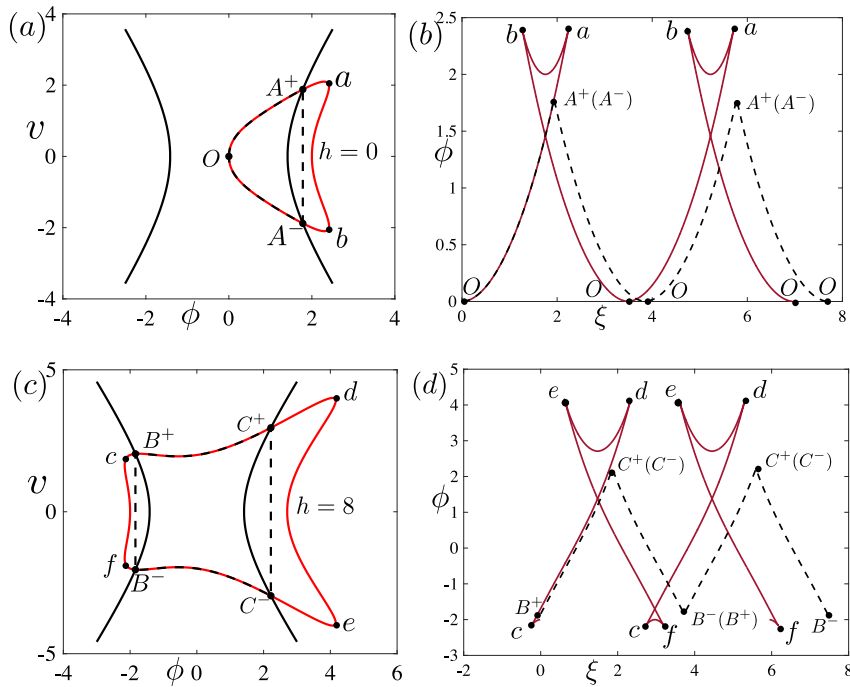 (a)
4
2
0
-2
-4
v
-4
-2
0
2
4
ϕ
O
A⁺
A⁻
a
b
h = 0
(b)
2.5
2
1.5
1
0.5
0
ϕ
0
2
4
6
8
ξ
b
a
b
a
A⁺(A⁻)
A⁺(A⁻)
O
O
O
O
O
(c)
5
0
-5
v
-4
-2
0
2
4
6
ϕ
c
B⁺
C⁺
d
h = 8
f
B⁻
C⁻
e
(d)
5
4
3
2
1
0
-1
-2
-3
ϕ
-2
0
2
4
6
8
ξ
e
d
e
d
C⁺(C⁻)
C⁺(C⁻)
B⁺
c
c
f
B⁻(B⁺)
f
B⁻